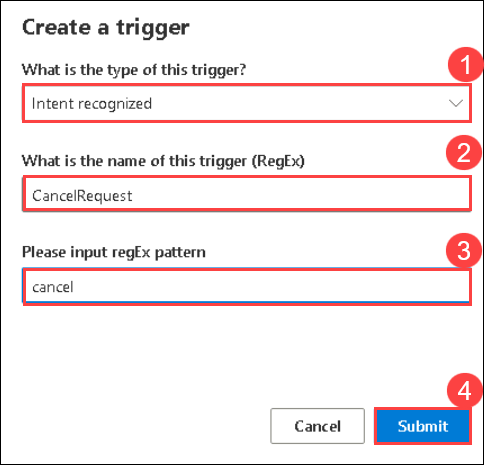 Create a trigger
1
What is the type of this trigger?
Intent recognized
2
What is the name of this trigger (RegEx)
CancelRequest
3
Please input regEx pattern
cancel
4
Cancel Submit